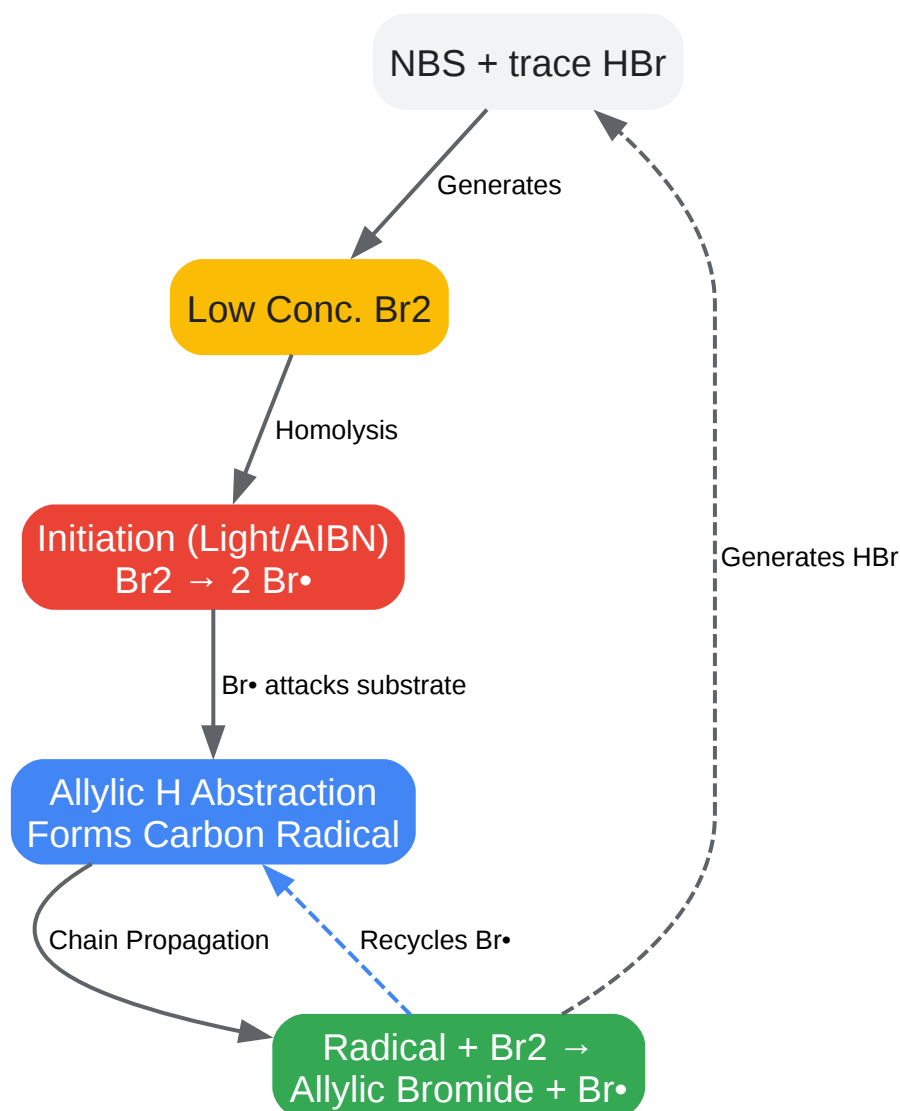 NBS + trace HBr
Generates
Low Conc. Br2
Homolysis
Initiation (Light/AIBN)
Br2 → 2 Br•
Generates HBr
Br• attacks substrate
Allylic H Abstraction
Forms Carbon Radical
Chain Propagation
Recycles Br•
Radical + Br2 →
Allylic Bromide + Br•